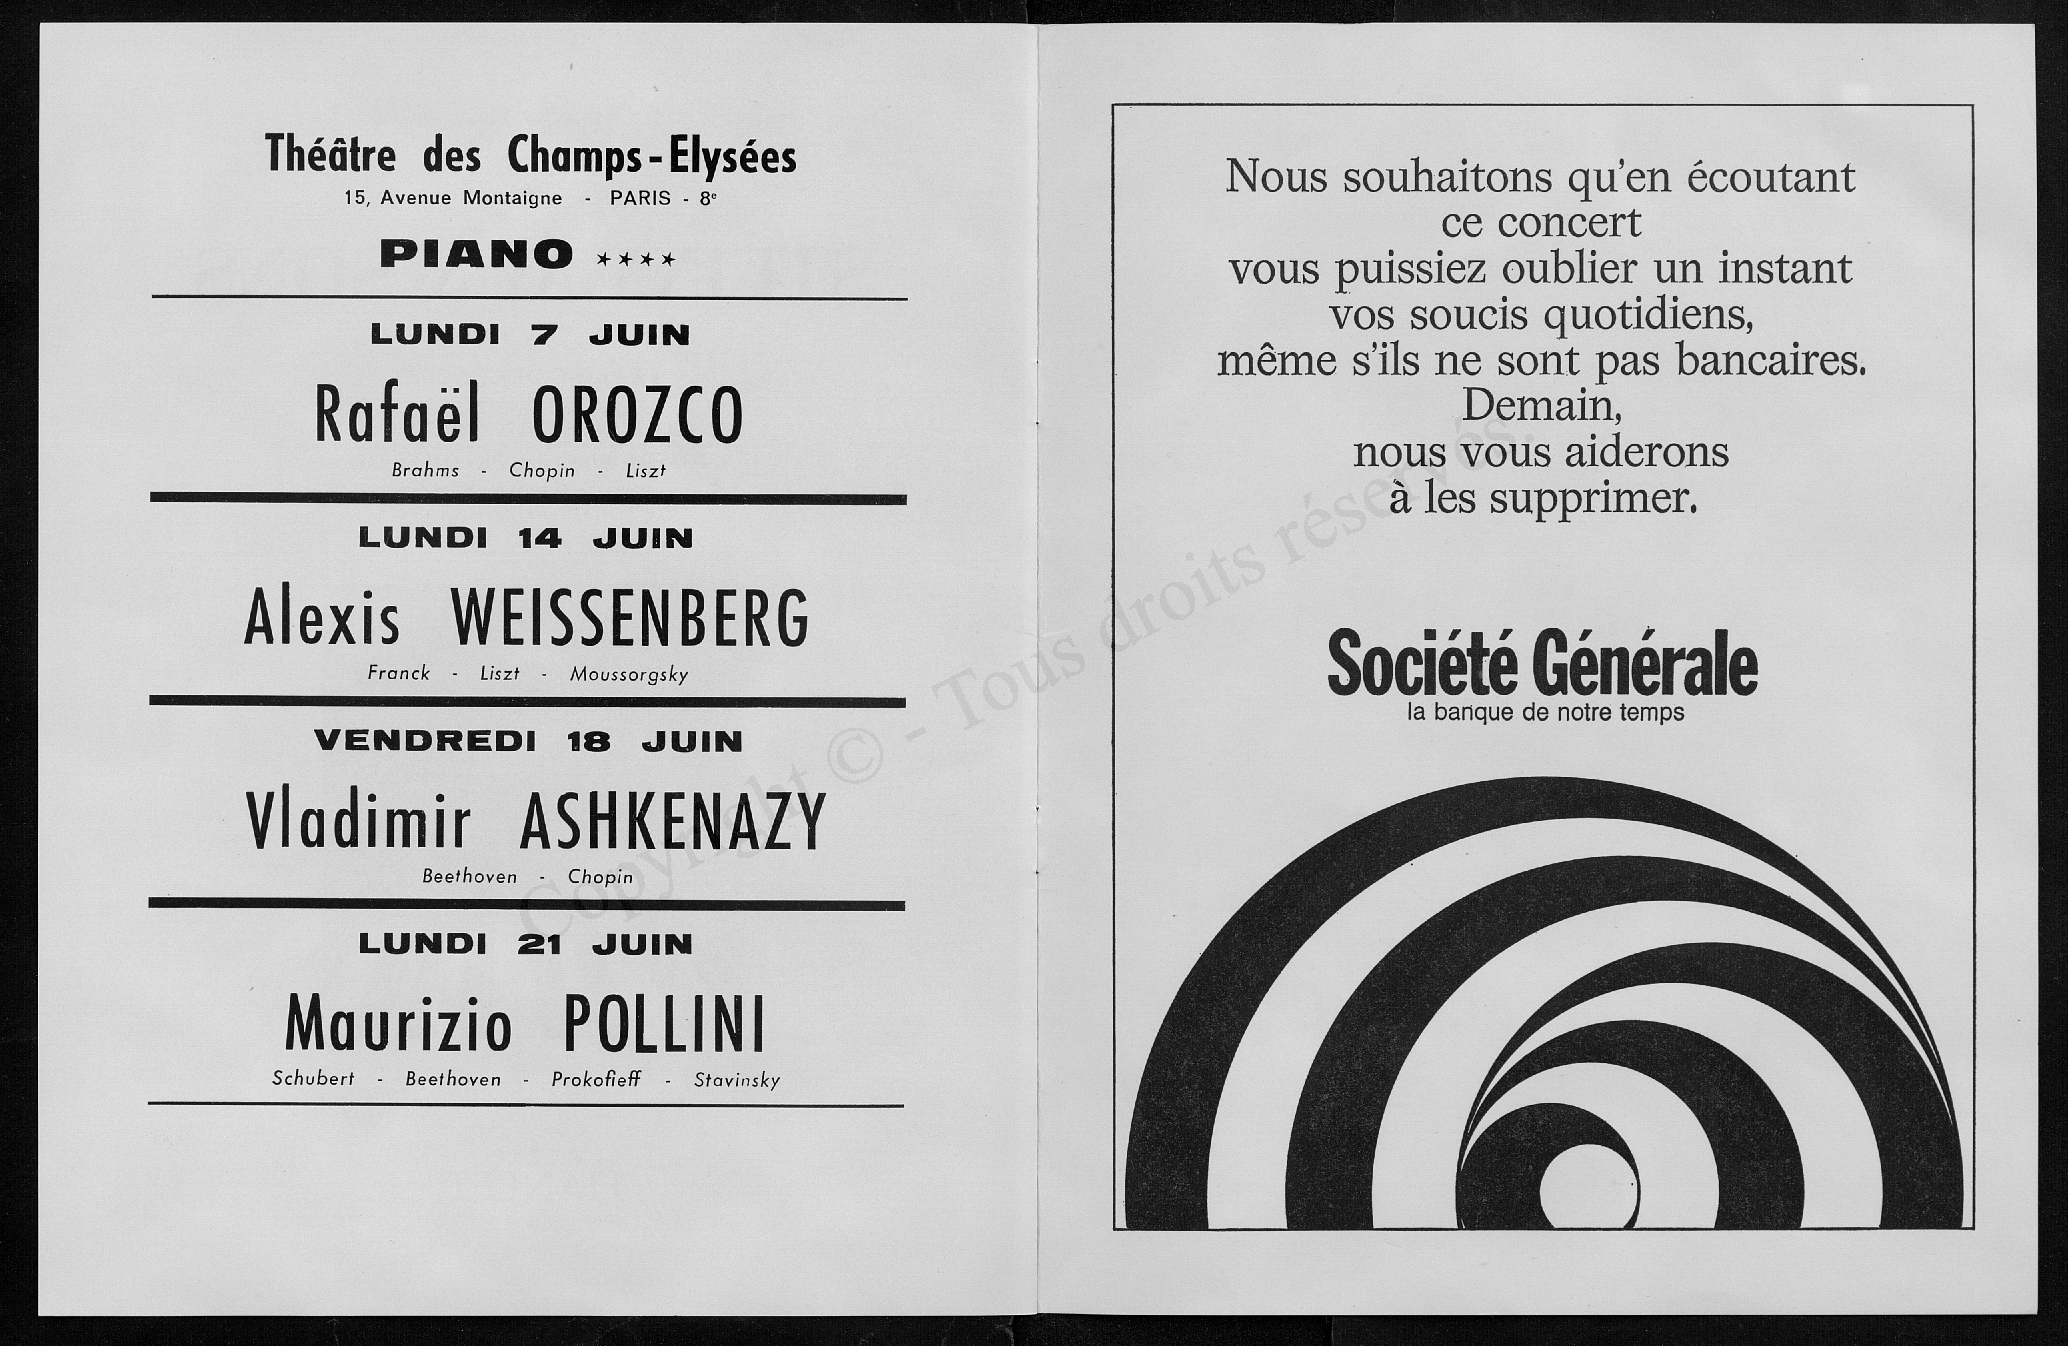 Théâtre des Champs-Elysées
15, Avenue Montaigne - PARIS - 8e
PIANO ★★★★
LUNDI 7 JUIN
Rafaël OROZCO
Brahms - Chopin - Liszt
LUNDI 14 JUIN
Alexis WEISSENBERG
Franck - Liszt - Moussorgsky
VENDREDI 18 JUIN
Vladimir ASHKENAZY
Beethoven - Chopin
LUNDI 21 JUIN
Maurizio POLLINI
Schubert - Beethoven - Prokofieff - Stavinsky
Nous souhaitons qu'en écoutant
ce concert
vous puissiez oublier un instant
vos soucis quotidiens,
même s'ils ne sont pas bancaires.
Demain,
nous vous aiderons
à les supprimer.
Société Générale
la banque de notre temps
Copyright © - Tous droits réservés.